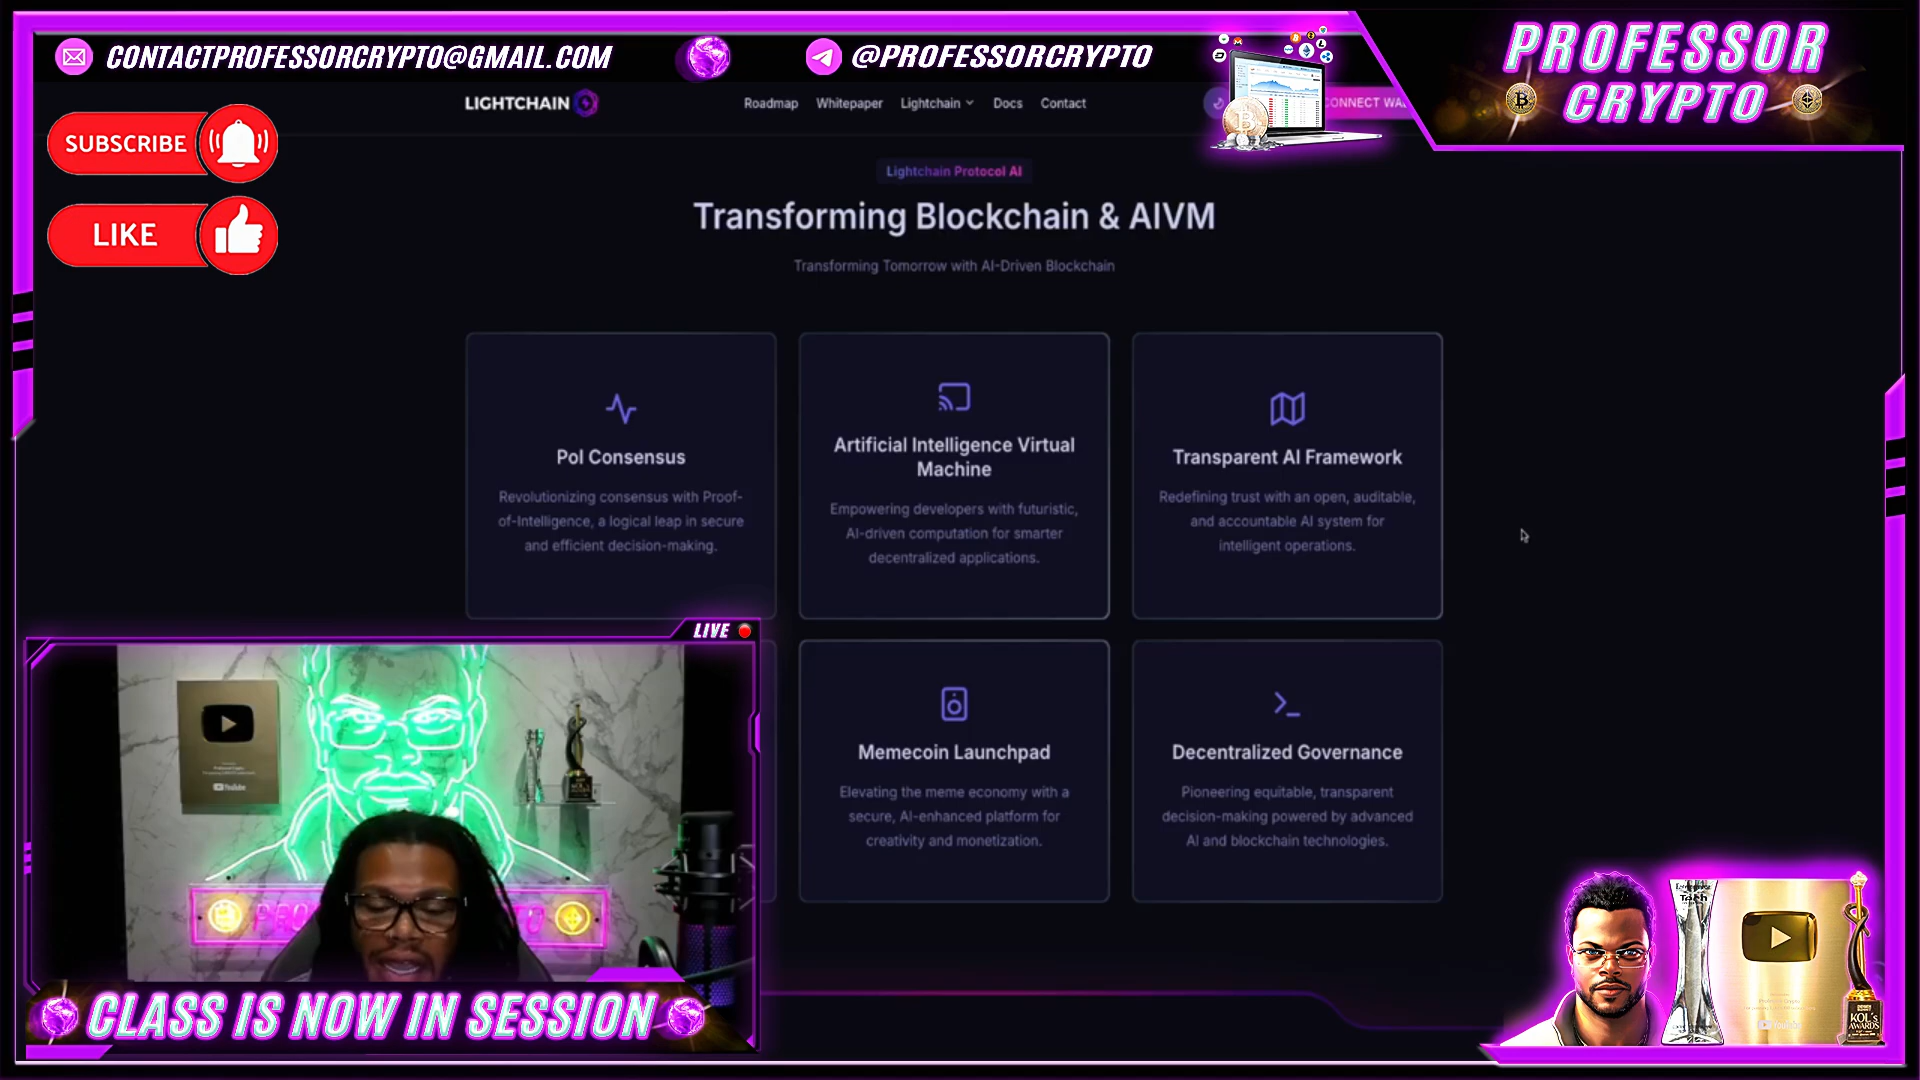 CONTACTPROFESSORCRYPTO@GMAIL.COM
@PROFESSORCRYPTO
PROFESSOR
CRYPTO
SUBSCRIBE
LIKE
LIGHTCHAIN
Roadmap Whitepaper Lightchain Docs Contact
Lightchain Protocol AI
Transforming Blockchain & AIVM
Transforming Tomorrow with AI-Driven Blockchain
PoI Consensus
Revolutionizing consensus with Proof-
of-Intelligence, a logical leap in secure
and efficient decision-making.
Artificial Intelligence Virtual
Machine
Empowering developers with futuristic,
AI-driven computation for smarter
decentralized applications.
Transparent AI Framework
Redefining trust with an open, auditable,
and accountable AI system for
intelligent operations.
Memecoin Launchpad
Elevating the meme economy with a
secure, AI-enhanced platform for
creativity and monetization.
Decentralized Governance
Pioneering equitable, transparent
decision-making powered by advanced
AI and blockchain technologies.
LIVE
YouTube
CLASS IS NOW IN SESSION
KOL's
AWARDS